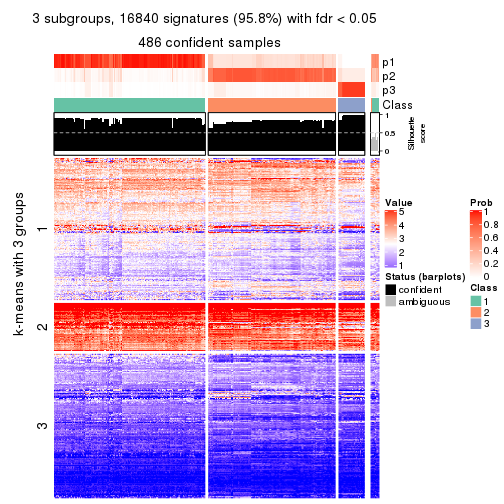 3 subgroups, 16840 signatures (95.8%) with fdr < 0.05
486 confident samples
p1
p2
p3
Class
1
0.5
0
Silhouette
score
k-means with 3 groups
1
2
3
Value
5
4
3
2
1
Status (barplots)
confident
ambiguous
Prob
1
0.8
0.6
0.4
0.2
0
Class
1
2
3